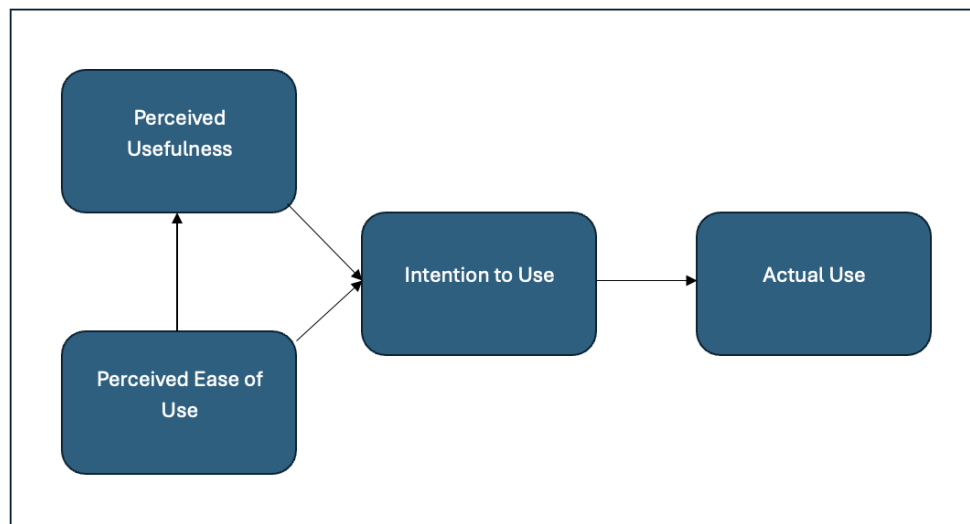 Perceived
Usefulness
Intention to Use
Actual Use
Perceived Ease of
Use